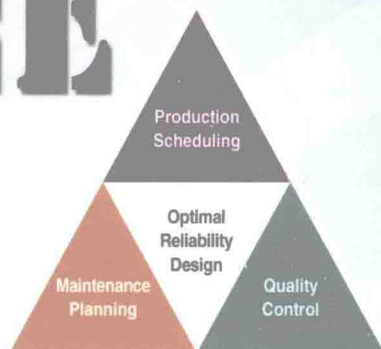 Production
Scheduling
Optimal
Reliability
Design
Maintenance
Planning
Quality
Control